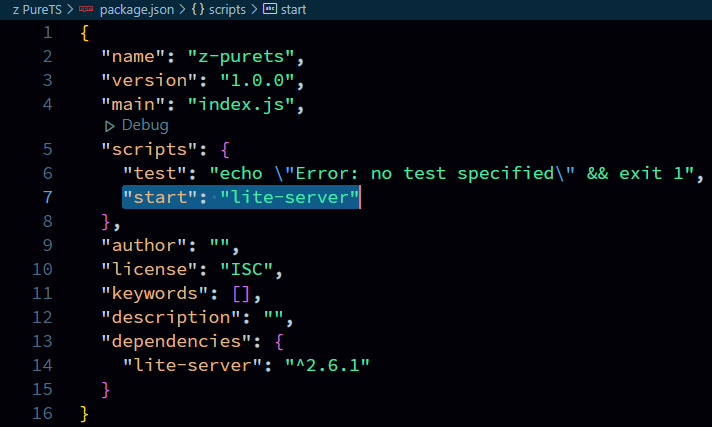 z PureTS > package.json > {} scripts > abc start
1 {
2 "name": "z-purets",
3 "version": "1.0.0",
4 "main": "index.js",
Debug
5 "scripts": {
6 "test": "echo \"Error: no test specified\" && exit 1",
7 "start": "lite-server"
8 },
9 "author": "",
10 "license": "ISC",
11 "keywords": [],
12 "description": "",
13 "dependencies": {
14 "lite-server": "^2.6.1"
15 }
16 }